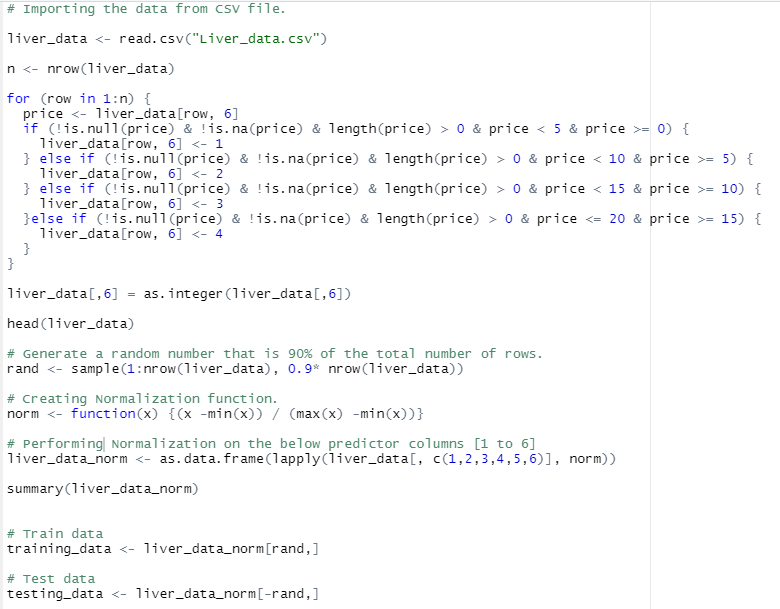 # Importing the data from CSV file.
liver_data <- read.csv("Liver_data.csv")
n <- nrow(liver_data)
for (row in 1:n) {
  price <- liver_data[row, 6]
  if (!is.null(price) & !is.na(price) & length(price) > 0 & price < 5 & price >= 0) {
    liver_data[row, 6] <- 1
  } else if (!is.null(price) & !is.na(price) & length(price) > 0 & price < 10 & price >= 5) {
    liver_data[row, 6] <- 2
  } else if (!is.null(price) & !is.na(price) & length(price) > 0 & price < 15 & price >= 10) {
    liver_data[row, 6] <- 3
  }else if (!is.null(price) & !is.na(price) & length(price) > 0 & price <= 20 & price >= 15) {
    liver_data[row, 6] <- 4
  }
}
liver_data[,6] = as.integer(liver_data[,6])
head(liver_data)
# Generate a random number that is 90% of the total number of rows.
rand <- sample(1:nrow(liver_data), 0.9* nrow(liver_data))
# Creating Normalization function.
norm <- function(x) {(x -min(x)) / (max(x) -min(x))}
# Performing Normalization on the below predictor columns [1 to 6]
liver_data_norm <- as.data.frame(lapply(liver_data[, c(1,2,3,4,5,6)], norm))
summary(liver_data_norm)
# Train data
training_data <- liver_data_norm[rand,]
# Test data
testing_data <- liver_data_norm[-rand,]